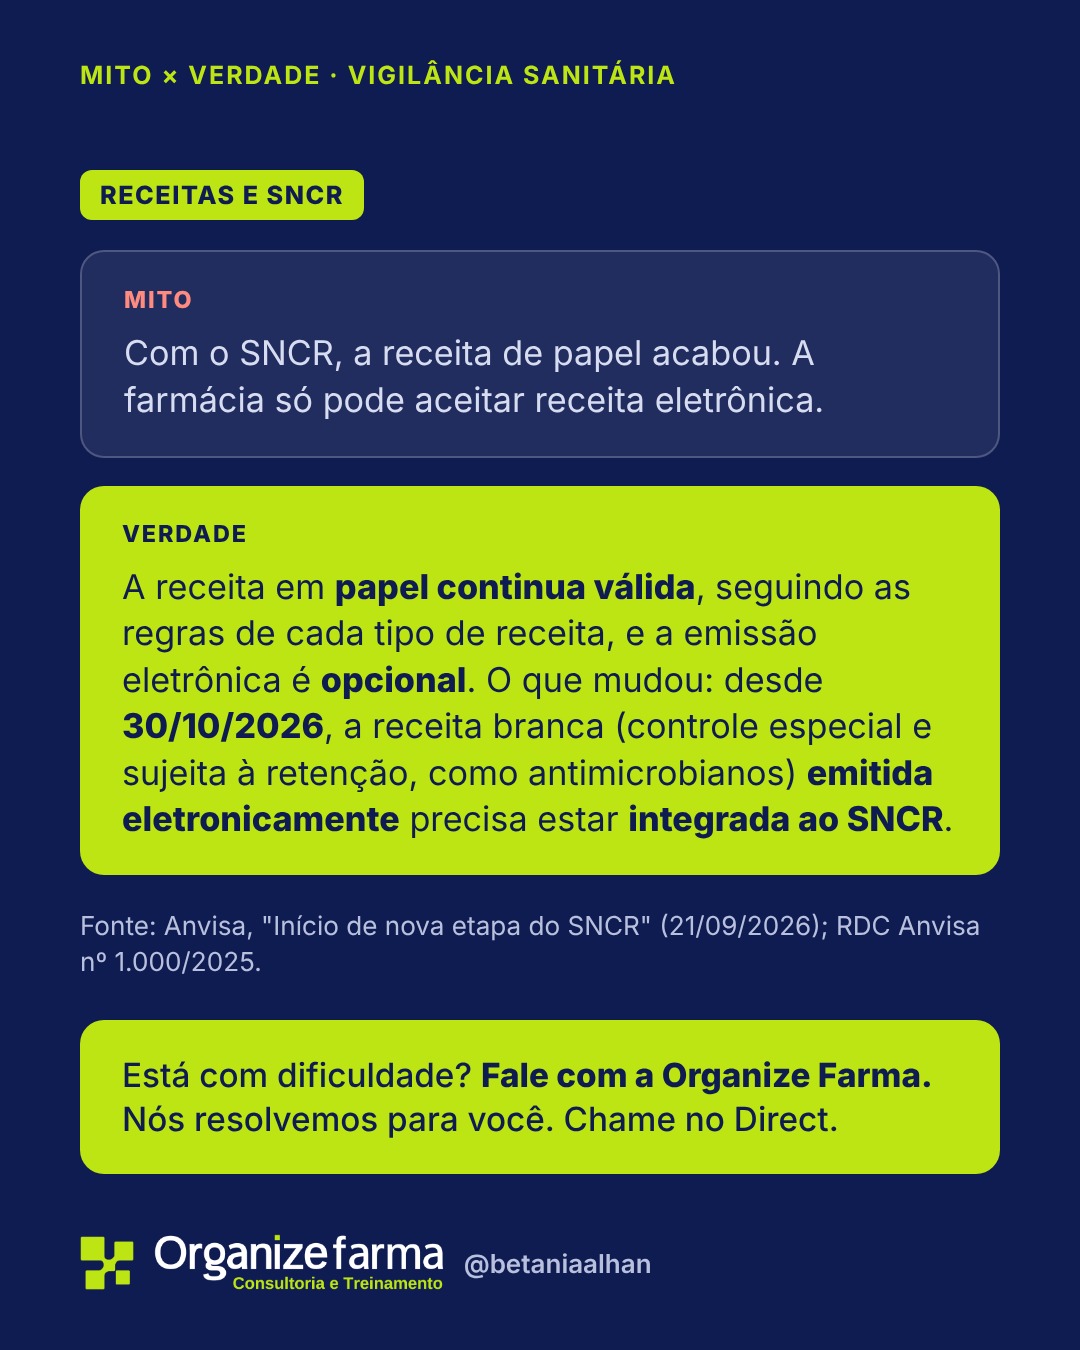 MITO × VERDADE · VIGILÂNCIA SANITÁRIA
RECEITAS E SNCR
MITO
Com o SNCR, a receita de papel acabou. A
farmácia só pode aceitar receita eletrônica.
VERDADE
A receita em papel continua válida, seguindo as
regras de cada tipo de receita, e a emissão
eletrônica é opcional. O que mudou: desde
30/10/2026, a receita branca (controle especial e
sujeita à retenção, como antimicrobianos) emitida
eletronicamente precisa estar integrada ao SNCR.
Fonte: Anvisa, "Início de nova etapa do SNCR" (21/09/2026); RDC Anvisa
nº 1.000/2025.
Está com dificuldade? Fale com a Organize Farma.
Nós resolvemos para você. Chame no Direct.
Organizefarma
Consultoria e Treinamento
@betaniaalhan